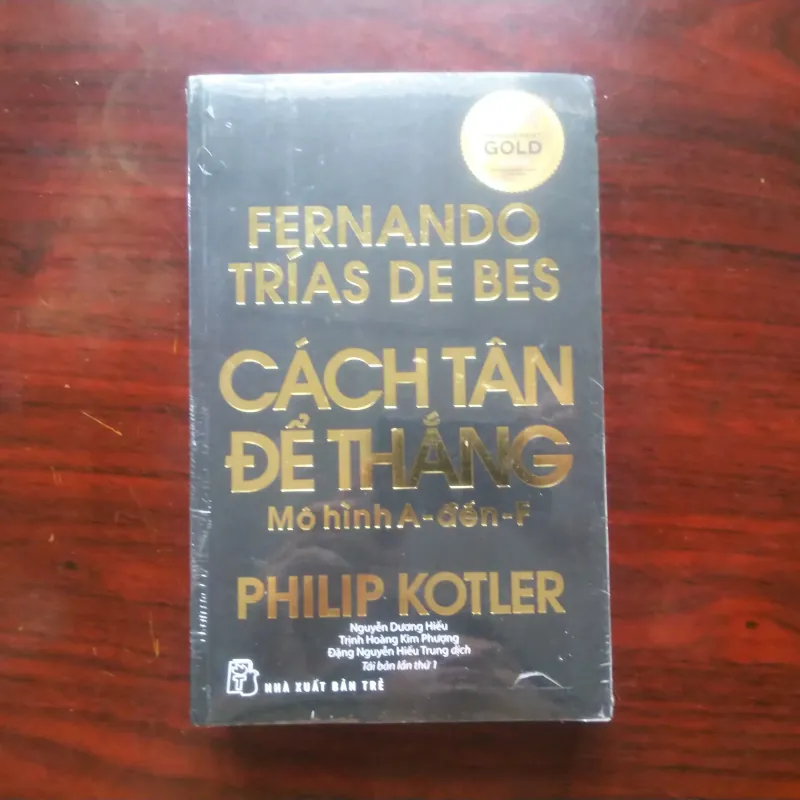 GOLD
FERNANDO
TRÍAS DE BES
CÁCH TÂN
ĐỂ THẮNG
Mô hình A-đến-F
PHILIP KOTLER
Nguyễn Dương Hiếu
Trịnh Hoàng Kim Phượng
Đặng Nguyễn Hiếu Trung dịch
Tái bản lần thứ 1
NHÀ XUẤT BẢN TRẺ